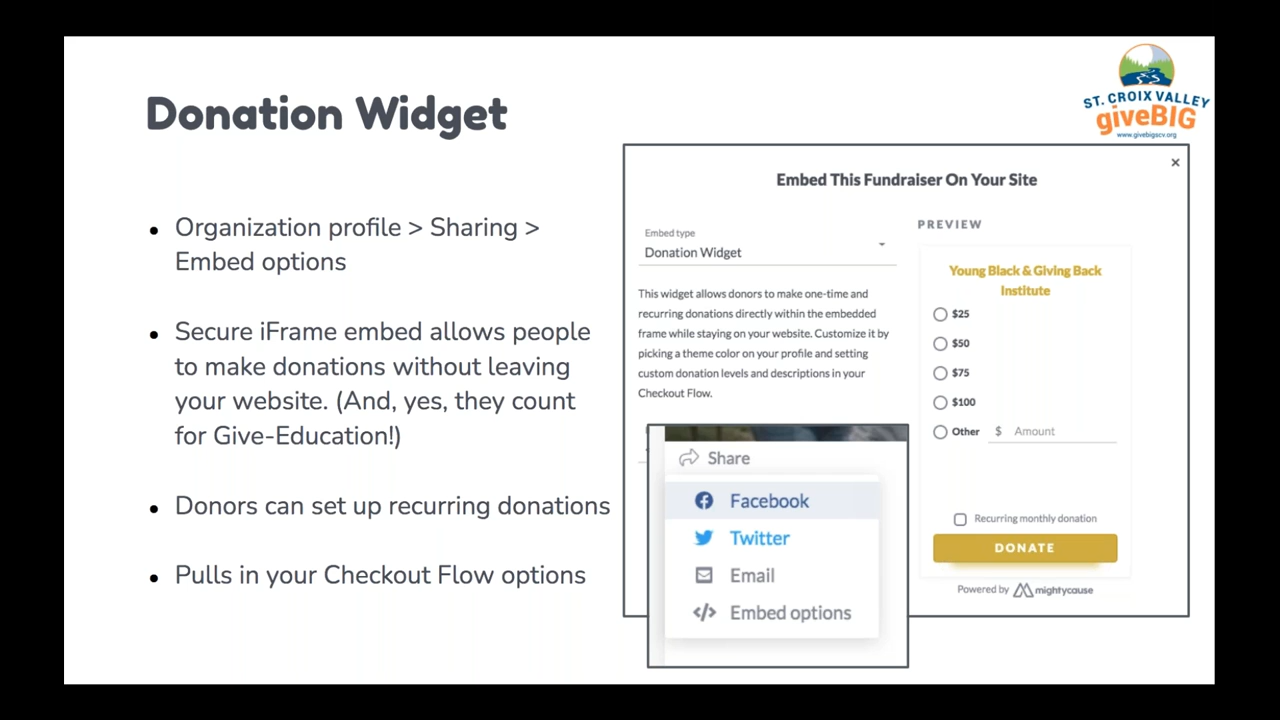 Donation Widget
ST. CROIX VALLEY
giveBIG
www.givebigscv.org
• Organization profile > Sharing >
Embed options
• Secure iFrame embed allows people
to make donations without leaving
your website. (And, yes, they count
for Give-Education!)
• Donors can set up recurring donations
• Pulls in your Checkout Flow options
×
Embed This Fundraiser On Your Site
Embed type
Donation Widget
This widget allows donors to make one-time and
recurring donations directly within the embedded
frame while staying on your website. Customize it by
picking a theme color on your profile and setting
custom donation levels and descriptions in your
Checkout Flow.
PREVIEW
Young Black & Giving Back
Institute
$25
$50
$75
$100
Other $ Amount
Recurring monthly donation
DONATE
Powered by mightycause
Share
Facebook
Twitter
Email
</> Embed options